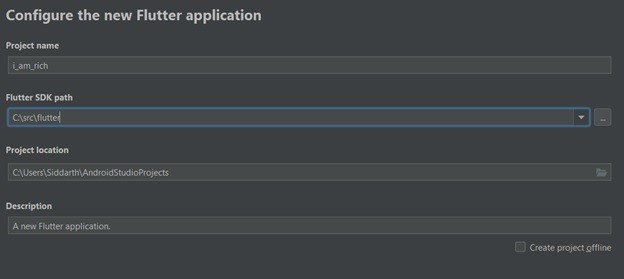 Configure the new Flutter application
Project name
i_am_rich
Flutter SDK path
C:\src\flutter
...
Project location
C:\Users\Siddarth\AndroidStudioProjects
Description
A new Flutter application.
Create project offline